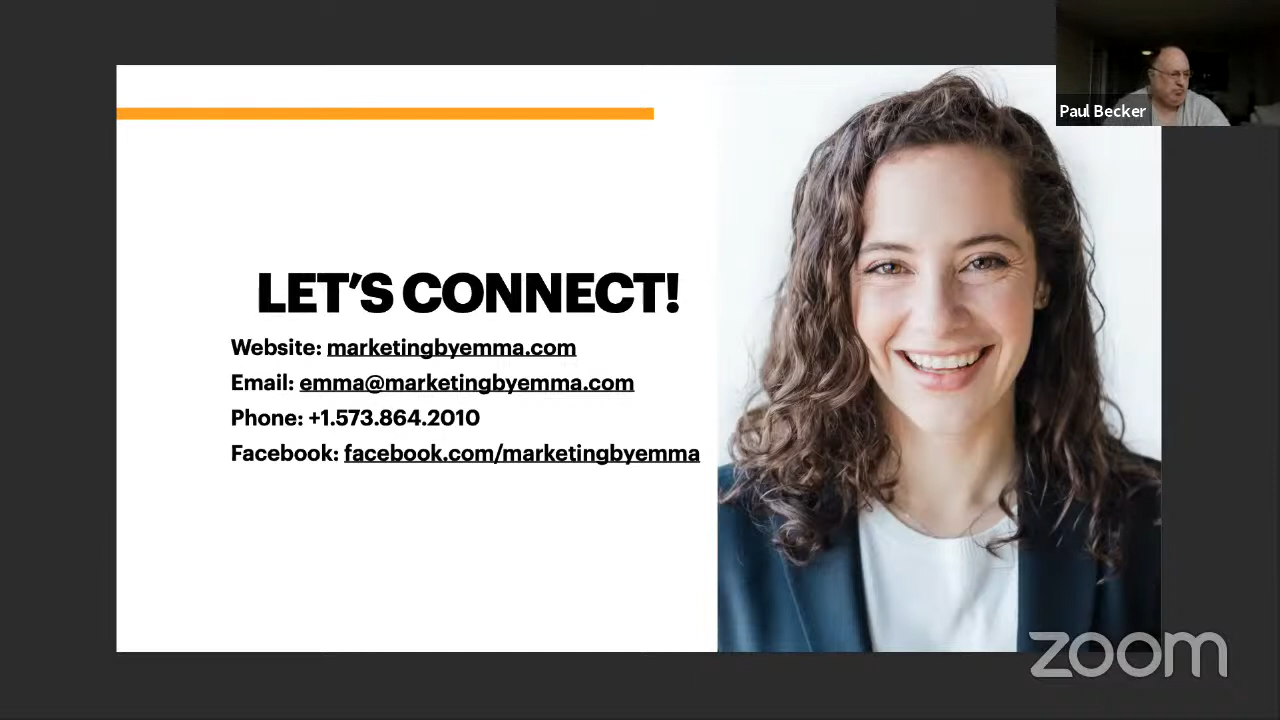 Paul Becker
LET'S CONNECT!
Website: marketingbyemma.com
Email: emma@marketingbyemma.com
Phone: +1.573.864.2010
Facebook: facebook.com/marketingbyemma
zoom